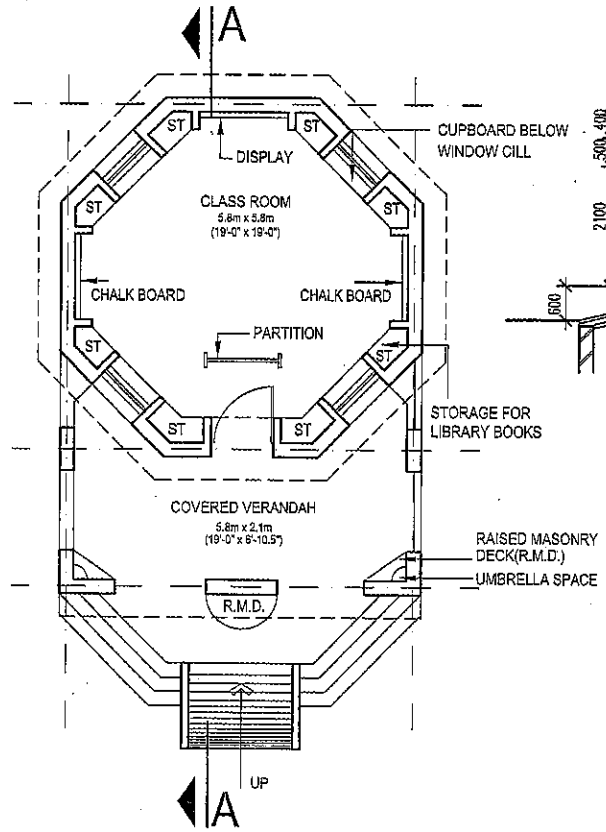 A
ST
ST
DISPLAY
CUPBOARD BELOW
WINDOW CILL
CLASS ROOM
5.8m x 5.8m
(19'-0" x 19'-0")
ST
ST
CHALK BOARD
CHALK BOARD
PARTITION
ST
ST
ST
ST
STORAGE FOR
LIBRARY BOOKS
COVERED VERANDAH
5.8m x 2.1m
(19'-0" x 6'-10.5")
RAISED MASONRY
DECK(R.M.D.)
UMBRELLA SPACE
R.M.D.
UP
A
2100 500 400
600